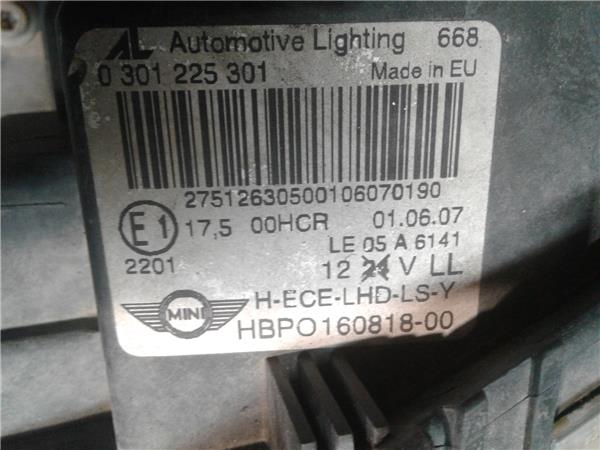 AL Automotive Lighting 668
0 301 225 301 Made in EU
27512630500106070190
E1 17,5 00HCR 01.06.07
LE 05 A 6141
2201 12 24 V LL
MINI H-ECE-LHD-LS-Y
HBPO160818-00